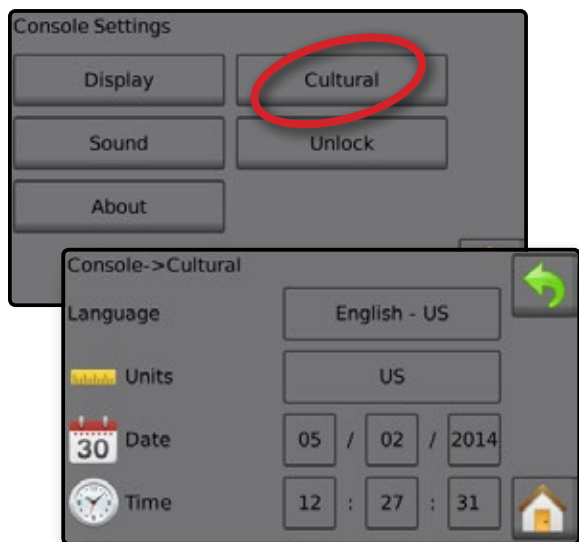 Console Settings
Display Cultural
Sound Unlock
About
Console->Cultural
Language English - US
Units US
30 Date 05 / 02 / 2014
Time 12 : 27 : 31